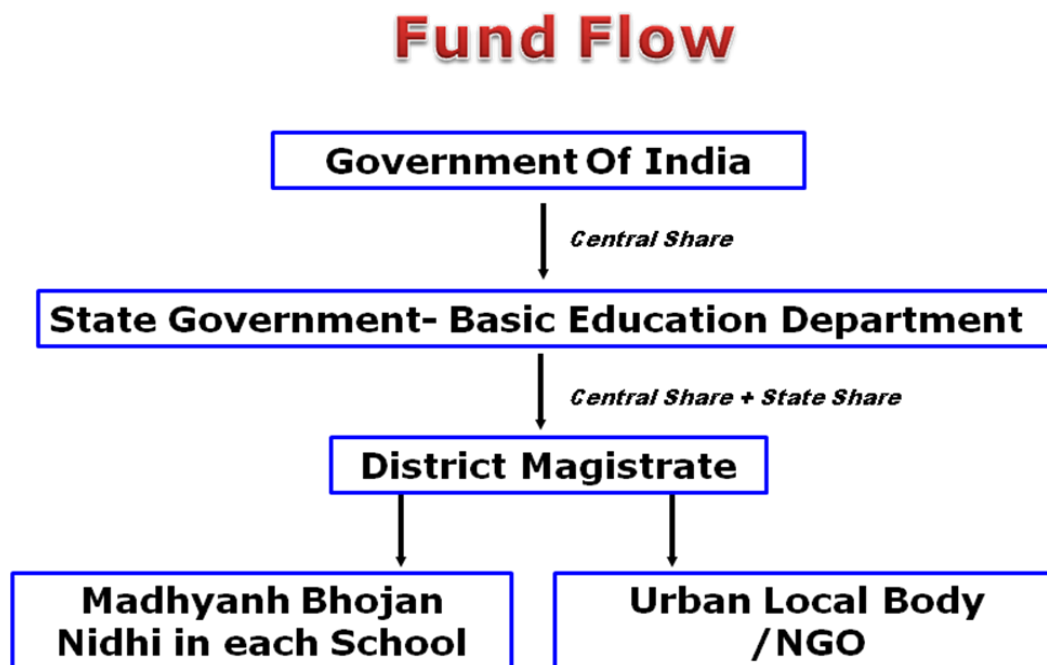 Fund Flow
Government Of India
Central Share
State Government- Basic Education Department
Central Share + State Share
District Magistrate
Madhyanh Bhojan
Nidhi in each School
Urban Local Body
/NGO